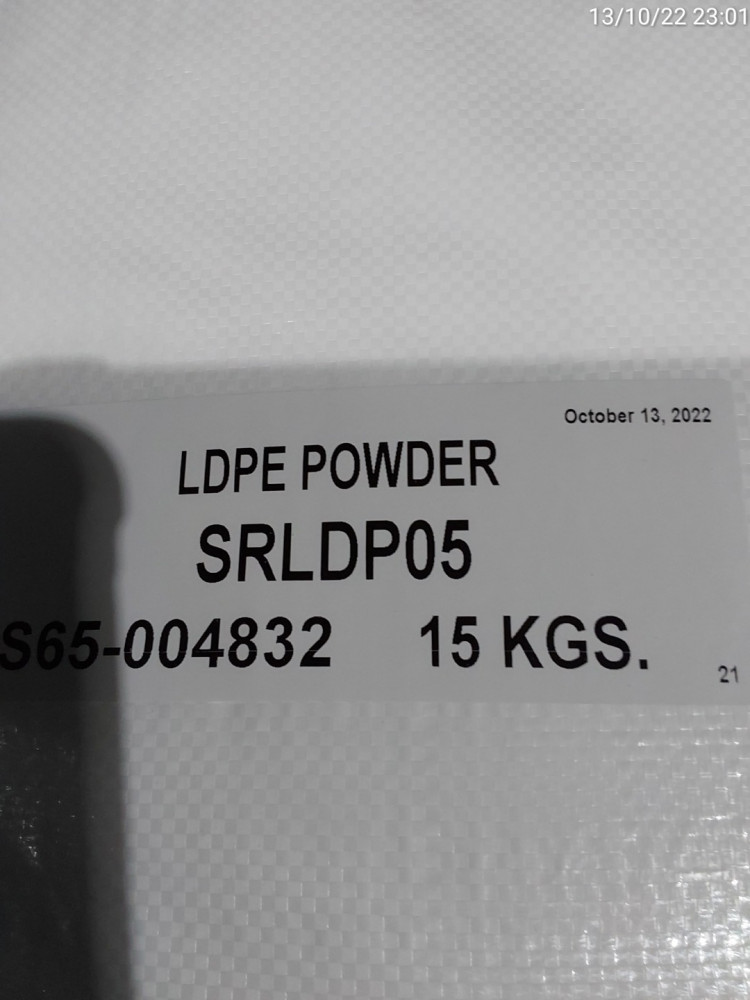 13/10/22 23:01
October 13, 2022
LDPE POWDER
SRLDP05
S65-004832 15 KGS.
21